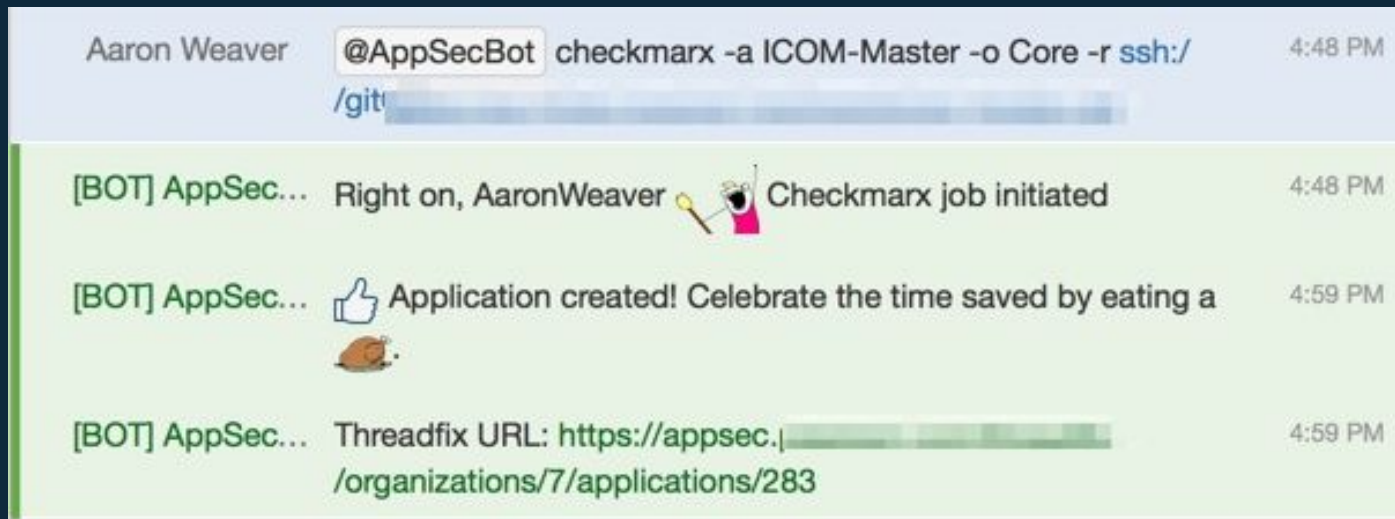 Aaron Weaver @AppSecBot checkmarx -a ICOM-Master -o Core -r ssh:/ 4:48 PM
/git
[BOT] AppSec... Right on, AaronWeaver Checkmarx job initiated 4:48 PM
[BOT] AppSec... Application created! Celebrate the time saved by eating a 4:59 PM
.
[BOT] AppSec... Threadfix URL: https://appsec. 4:59 PM
/organizations/7/applications/283